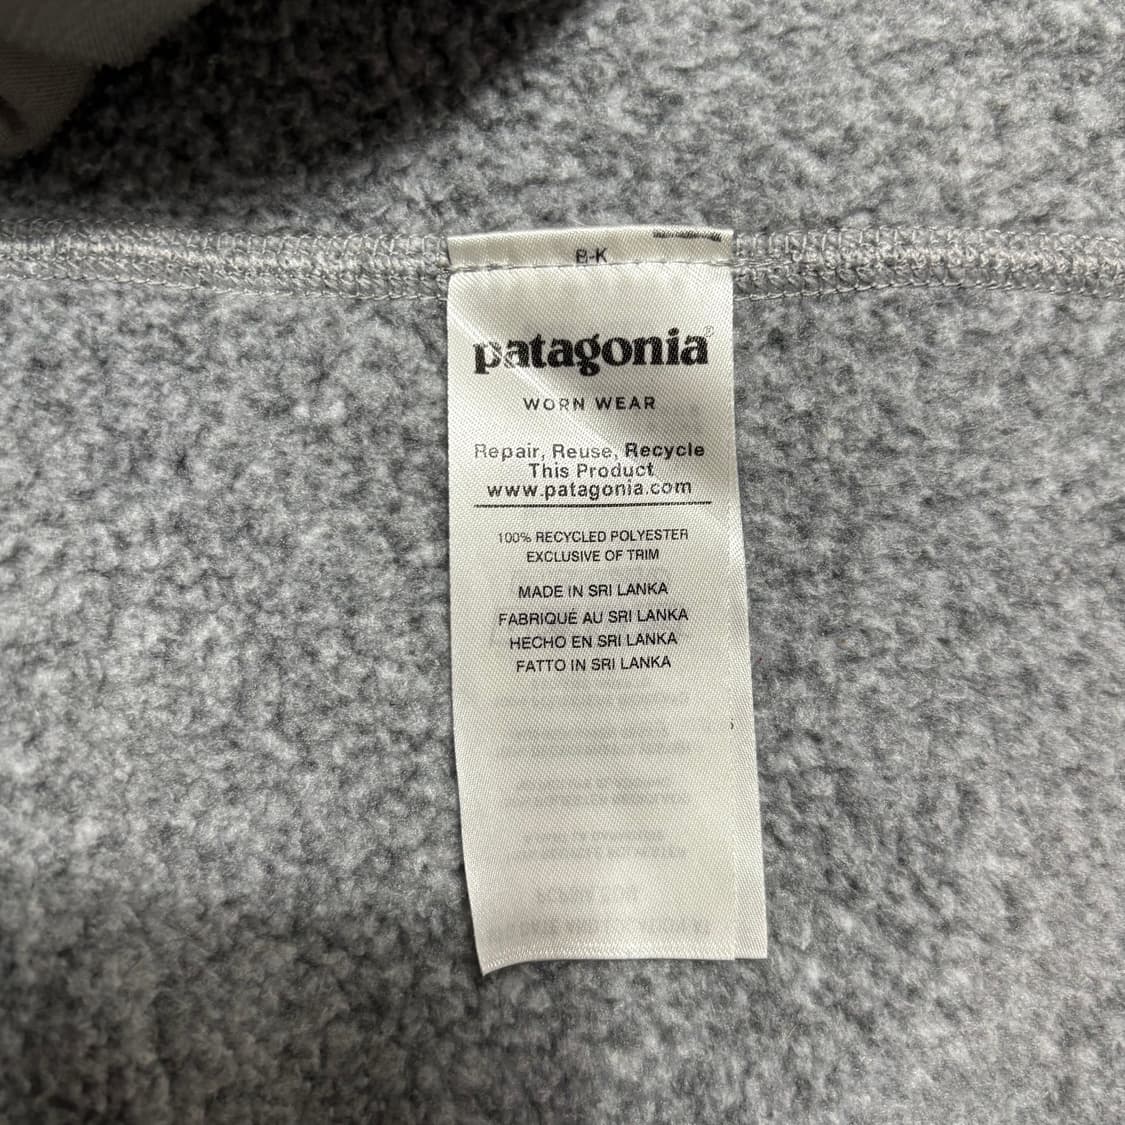 B-K
patagonia®
WORN WEAR
Repair, Reuse, Recycle
This Product
www.patagonia.com
100% RECYCLED POLYESTER
EXCLUSIVE OF TRIM
MADE IN SRI LANKA
FABRIQUÉ AU SRI LANKA
HECHO EN SRI LANKA
FATTO IN SRI LANKA